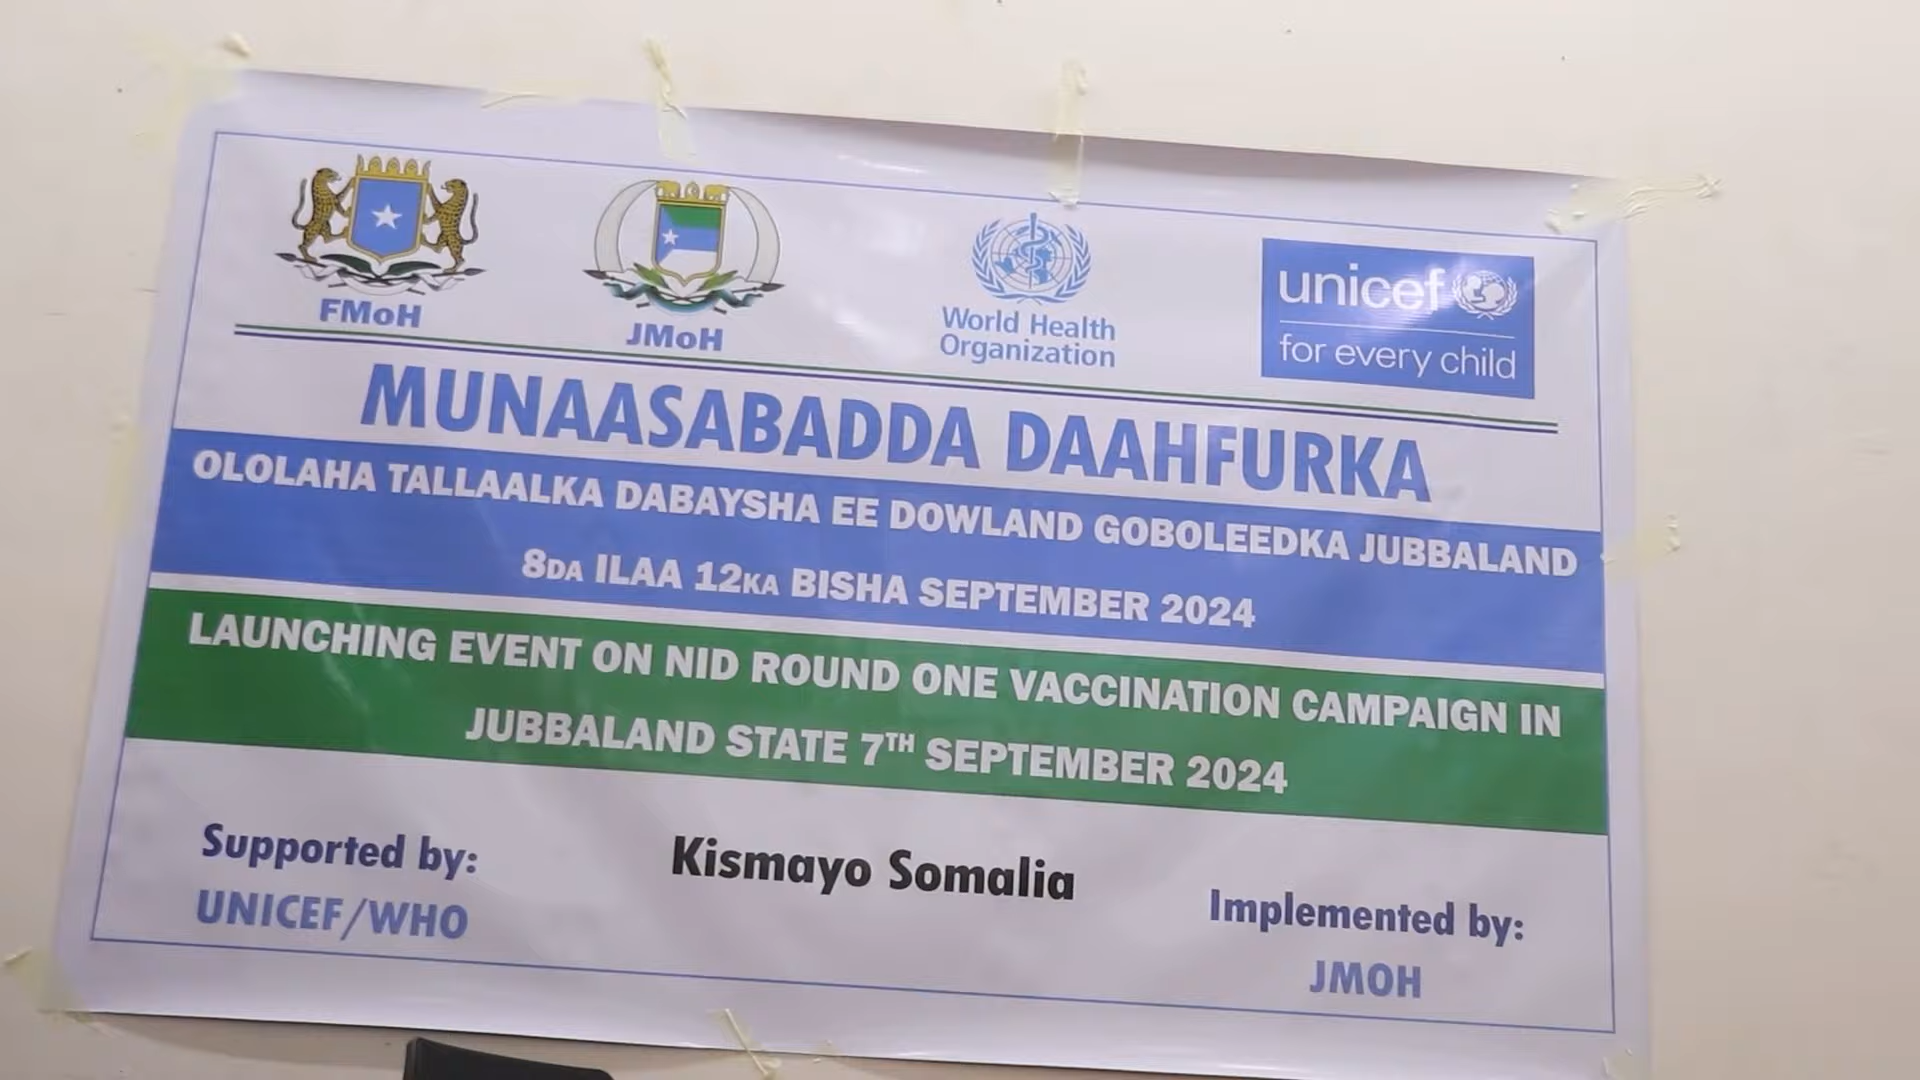 FMoH
JMoH
World Health
Organization
unicef
for every child
MUNAASABADDA DAAHFURKA
OLOLAHA TALLAALKA DABAYSHA EE DOWLAND GOBOLEEDKA JUBBALAND
8DA ILAA 12KA BISHA SEPTEMBER 2024
LAUNCHING EVENT ON NID ROUND ONE VACCINATION CAMPAIGN IN
JUBBALAND STATE 7TH SEPTEMBER 2024
Supported by:
UNICEF/WHO
Kismayo Somalia
Implemented by:
JMOH